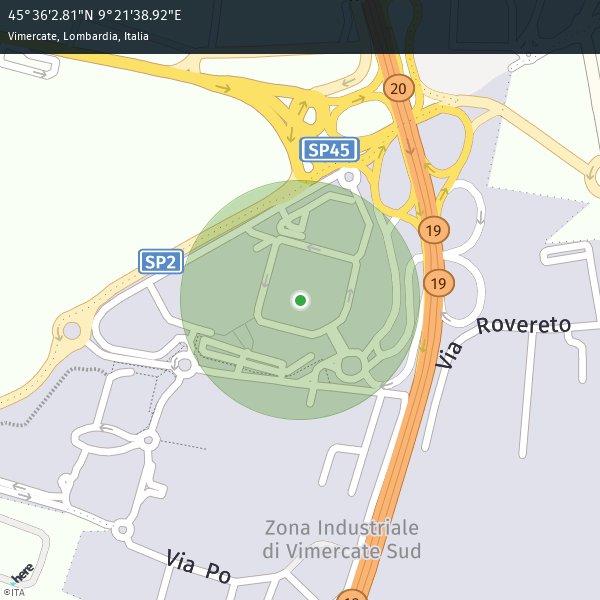 45°36'2.81"N 9°21'38.92"E
Vimercate, Lombardia, Italia
20
SP45
19
SP2
19
Via Rovereto
Zona Industriale
di Vimercate Sud
Via Po
here
©ITA